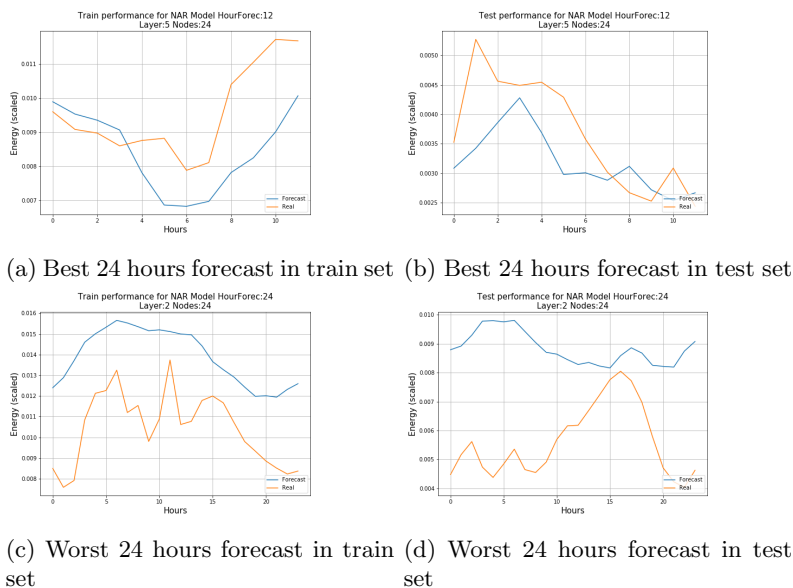 Train performance for NAR Model HourForec:12
Layer:5 Nodes:24
Energy (scaled)
0.011
0.010
0.009
0.008
0.007
0 2 4 6 8 10
Hours
Forecast
Real
Test performance for NAR Model HourForec:12
Layer:5 Nodes:24
Energy (scaled)
0.0050
0.0045
0.0040
0.0035
0.0030
0.0025
0 2 4 6 8 10
Hours
Forecast
Real
(a) Best 24 hours forecast in train set
(b) Best 24 hours forecast in test set
Train performance for NAR Model HourForec:24
Layer:2 Nodes:24
Energy (scaled)
0.016
0.015
0.014
0.013
0.012
0.011
0.010
0.009
0.008
0 5 10 15 20
Hours
Forecast
Real
Test performance for NAR Model HourForec:24
Layer:2 Nodes:24
Energy (scaled)
0.010
0.009
0.008
0.007
0.006
0.005
0.004
0 5 10 15 20
Hours
Forecast
Real
(c) Worst 24 hours forecast in train
set
(d) Worst 24 hours forecast in test
set